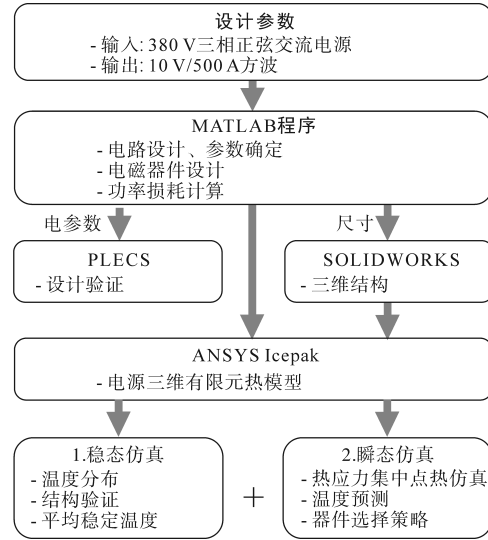 设计参数
- 输入: 380 V三相正弦交流电源
- 输出: 10 V/500 A方波
MATLAB程序
- 电路设计、参数确定
- 电磁器件设计
- 功率损耗计算
电参数
尺寸
PLECS
- 设计验证
SOLIDWORKS
- 三维结构
ANSYS Icepak
- 电源三维有限元热模型
1.稳态仿真
- 温度分布
- 结构验证
- 平均稳定温度
+
2.瞬态仿真
- 热应力集中点热仿真
- 温度预测
- 器件选择策略